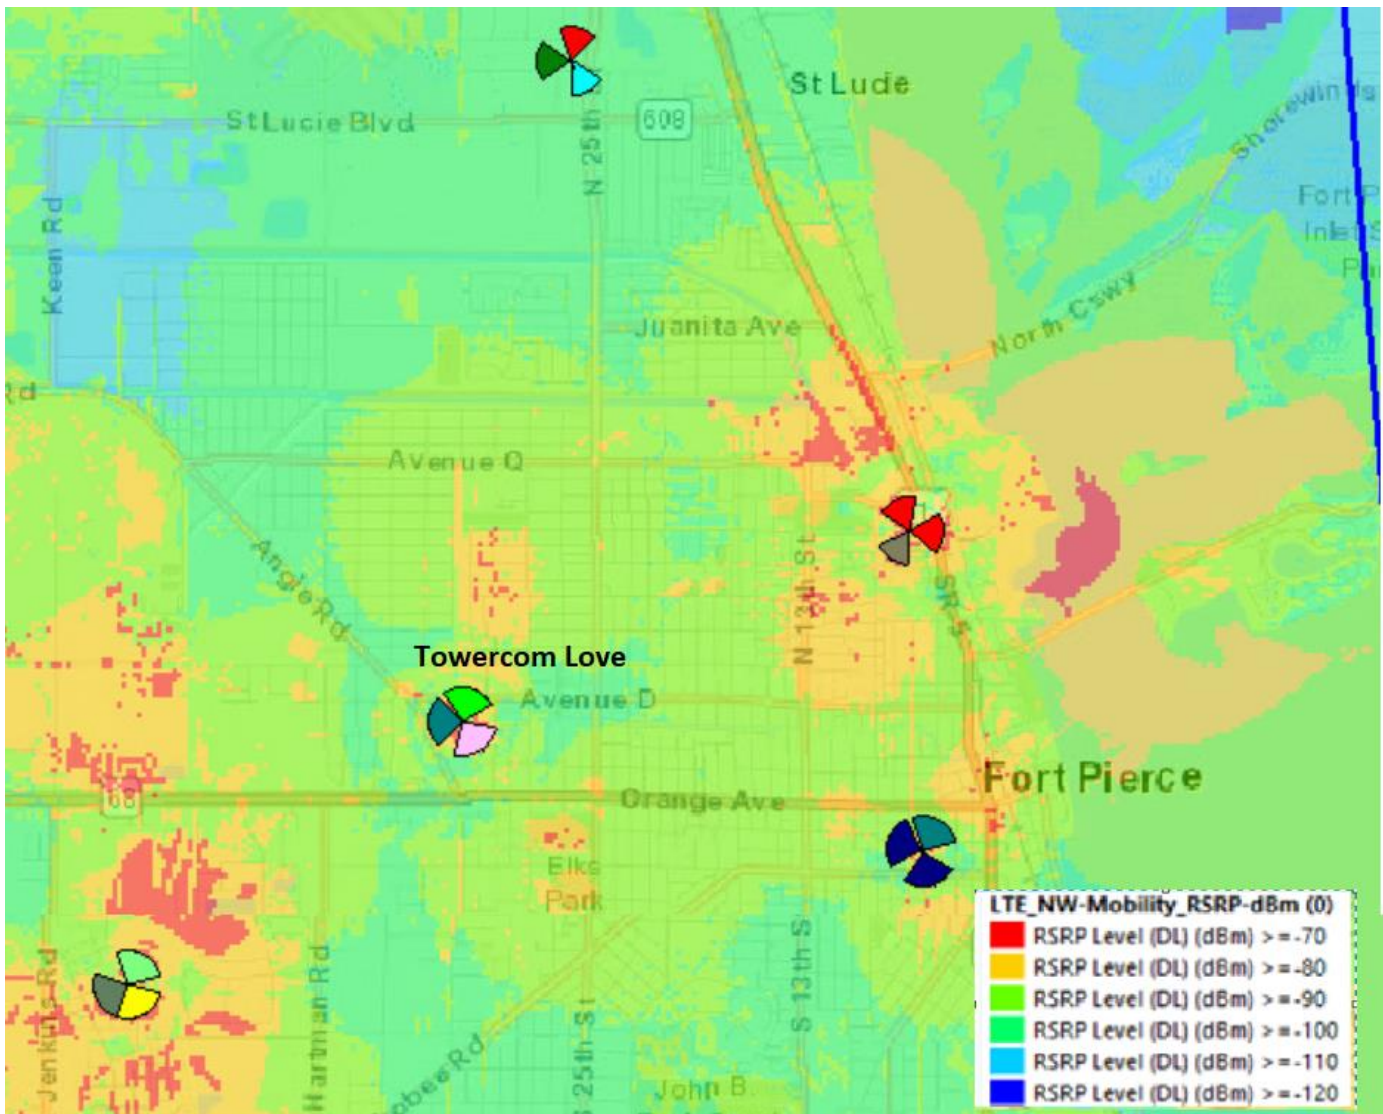 St Lucie
St Lucie Blvd
608
N 25th
Shorewinds
Keen Rd
Fort P
Inlet S
Juanita Ave
North Cswy
Rd
Avenue Q
Angle Rd
N 13th St
SR 5
Towercom Love
Avenue D
Fort Pierce
68
Orange Ave
Elks
Park
LTE_NW-Mobility_RSRP-dBm (0)
RSRP Level (DL) (dBm) >=-70
RSRP Level (DL) (dBm) >=-80
RSRP Level (DL) (dBm) >=-90
RSRP Level (DL) (dBm) >=-100
RSRP Level (DL) (dBm) >=-110
RSRP Level (DL) (dBm) >=-120
Jenkins Rd
Hartman Rd
obee Rd
S 25th St
S 13th S
John B.